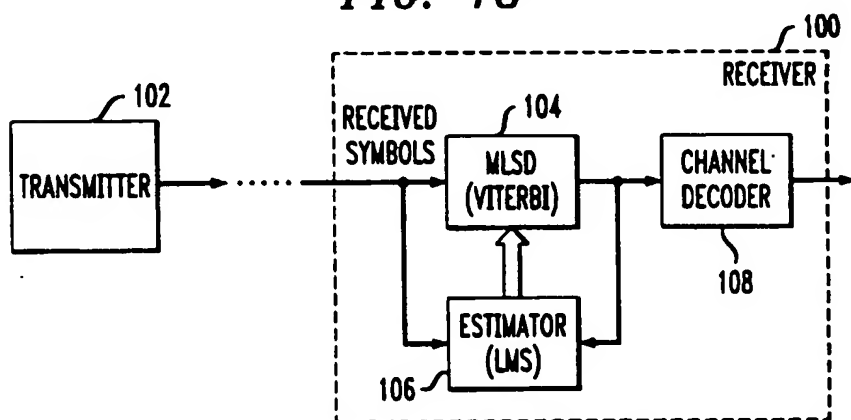 100
RECEIVER
102
TRANSMITTER
RECEIVED
SYMBOLS
104
MLSD
(VITERBI)
CHANNEL
DECODER
108
ESTIMATOR
(LMS)
106